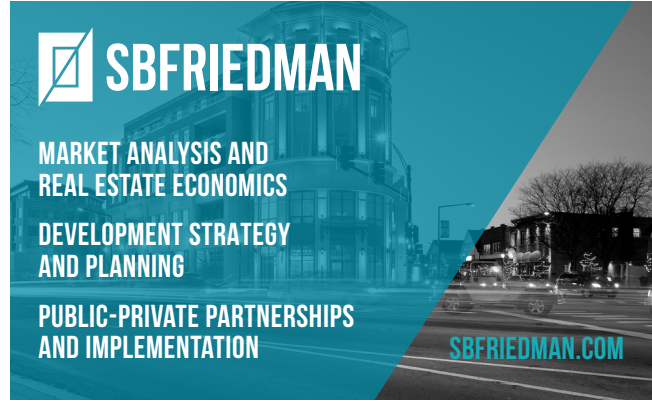 SBFRIEDMAN
MARKET ANALYSIS AND
REAL ESTATE ECONOMICS
DEVELOPMENT STRATEGY
AND PLANNING
PUBLIC-PRIVATE PARTNERSHIPS
AND IMPLEMENTATION
SBFRIEDMAN.COM